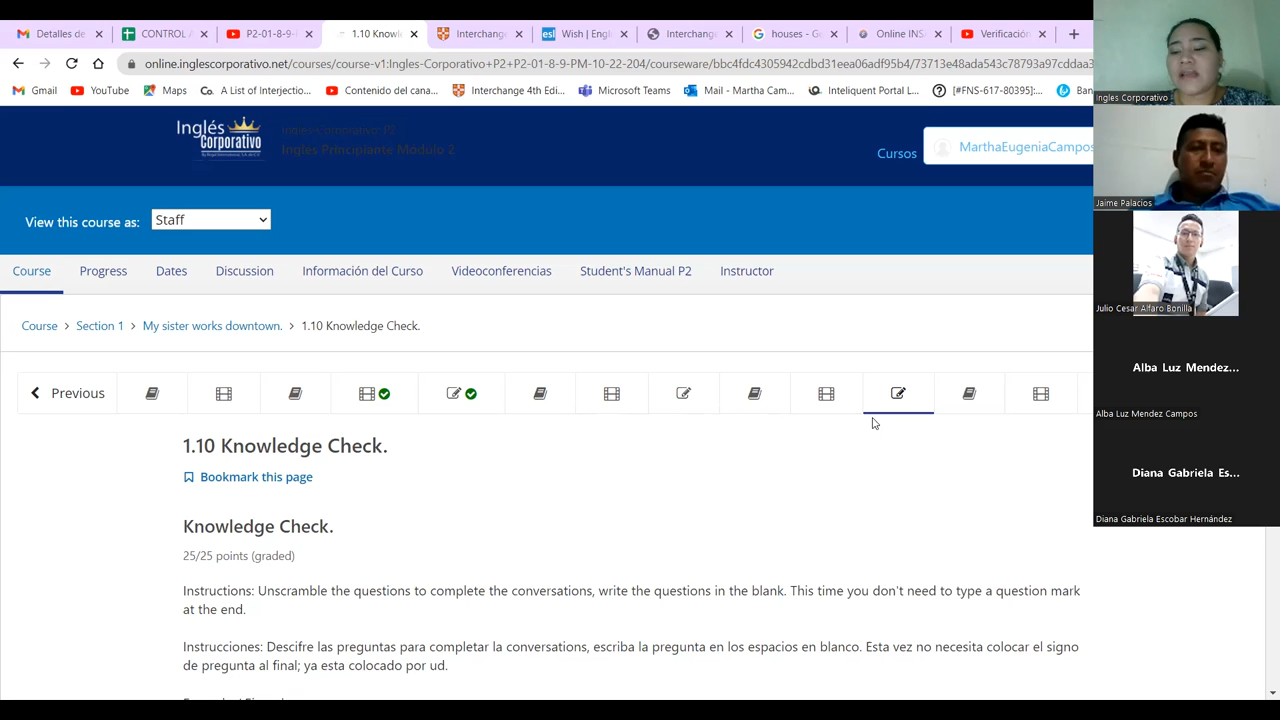 Detalles de
CONTROL A
P2-01-8-9-
1.10 Knowl
Interchange
Wish | Engl
Interchange
houses - Go
Online INS
Verificación
online.inglescorporativo.net/courses/course-v1:Ingles-Corporativo+P2+P2-01-8-9-PM-10-22-204/courseware/bbc4fdc4305942cdbd31eea06adf95b4/73713e48ada543c78793a97cddaa3
Gmail
YouTube
Maps
A List of Interjectio...
Contenido del cana...
Interchange 4th Edi...
Microsoft Teams
Mail - Martha Cam...
Inteliquent Portal L...
[#FNS-617-80395]:...
Ban
Inglés
Corporativo
Ingles Corporativo P2
Ingles Principiante Modulo 2
Cursos
MarthaEugeniaCampos
View this course as:
Staff
Course
Progress
Dates
Discussion
Información del Curso
Videoconferencias
Student's Manual P2
Instructor
Course > Section 1 > My sister works downtown. > 1.10 Knowledge Check.
Previous
1.10 Knowledge Check.
Bookmark this page
Knowledge Check.
25/25 points (graded)
Instructions: Unscramble the questions to complete the conversations, write the questions in the blank. This time you don't need to type a question mark
at the end.
Instrucciones: Descifre las preguntas para completar la conversations, escriba la pregunta en los espacios en blanco. Esta vez no necesita colocar el signo
de pregunta al final; ya esta colocado por ud.
Ingles Corporativo
Jaime Palacios
Julio Cesar Alfaro Bonilla
Alba Luz Mendez...
Alba Luz Mendez Campos
Diana Gabriela Es...
Diana Gabriela Escobar Hernández